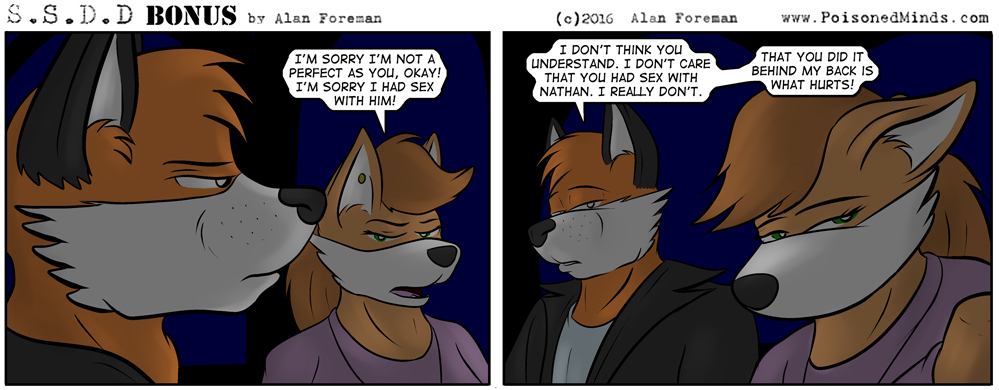 S.S.D.D BONUS by Alan Foreman (c)2016 Alan Foreman www.PoisonedMinds.com
I'M SORRY I'M NOT A
PERFECT AS YOU, OKAY!
I'M SORRY I HAD SEX
WITH HIM!
I DON'T THINK YOU
UNDERSTAND. I DON'T CARE
THAT YOU HAD SEX WITH
NATHAN. I REALLY DON'T.
THAT YOU DID IT
BEHIND MY BACK IS
WHAT HURTS!